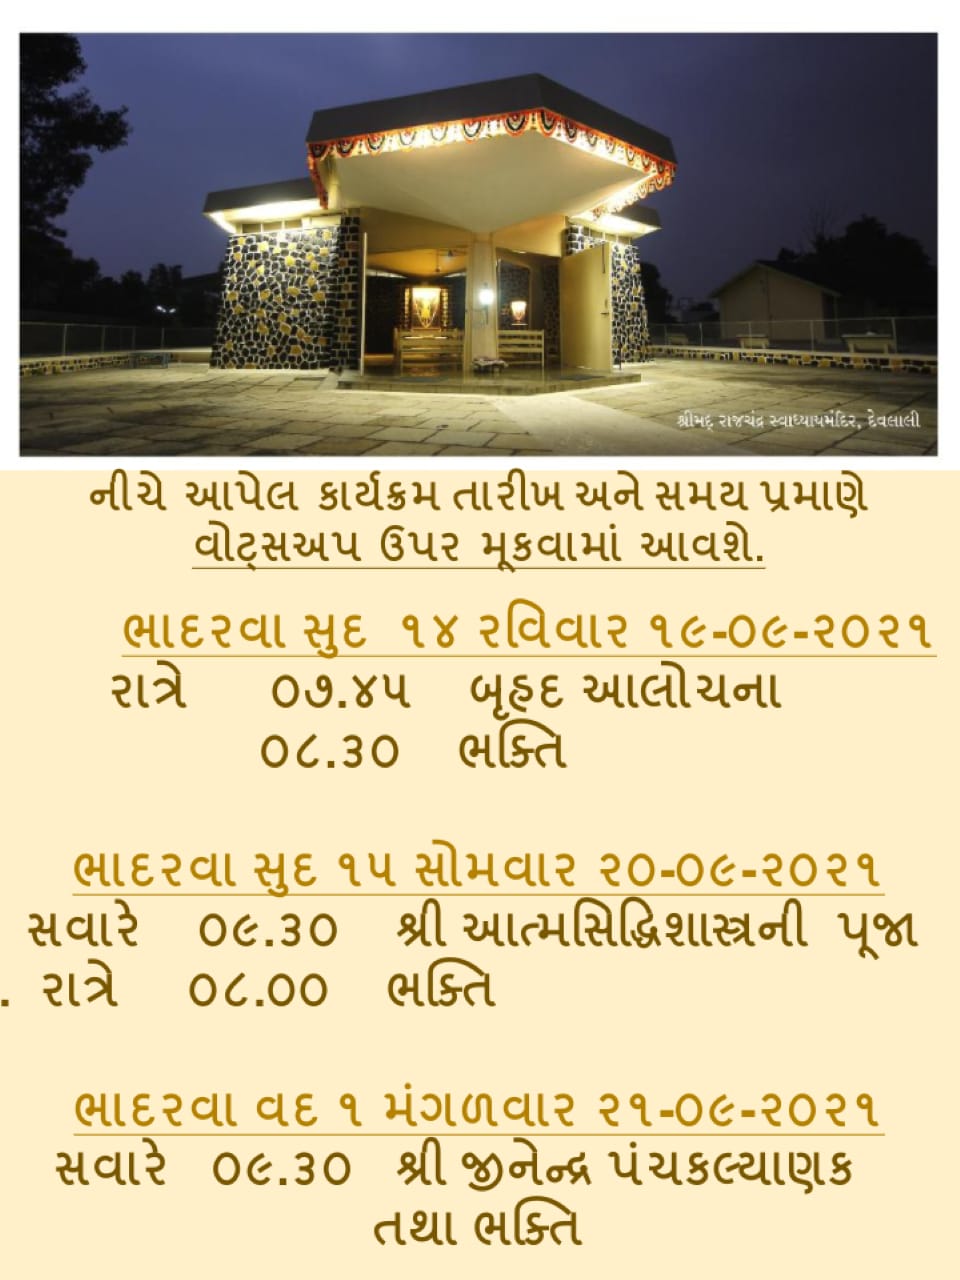 શ્રીમદ્ રાજચંદ્ર સ્વાધ્યાયમંદિર, દેવલાલી
નીચે આપેલ કાર્યક્રમ તારીખ અને સમય પ્રમાણે
વોટ્સઅપ ઉપર મૂકવામાં આવશે.
ભાદરવા સુદ ૧૪ રવિવાર ૧૯-૦૯-૨૦૨૧
રાત્રે ૦૭.૪૫ બૃહદ આલોચના
૦૮.૩૦ ભક્તિ
ભાદરવા સુદ ૧૫ સોમવાર ૨૦-૦૯-૨૦૨૧
સવારે ૦૯.૩૦ શ્રી આત્મસિદ્ધિશાસ્ત્રની પૂજા
. રાત્રે ૦૮.૦૦ ભક્તિ
ભાદરવા વદ ૧ મંગળવાર ૨૧-૦૯-૨૦૨૧
સવારે ૦૯.૩૦ શ્રી જીનેન્દ્ર પંચકલ્યાણક
તથા ભક્તિ